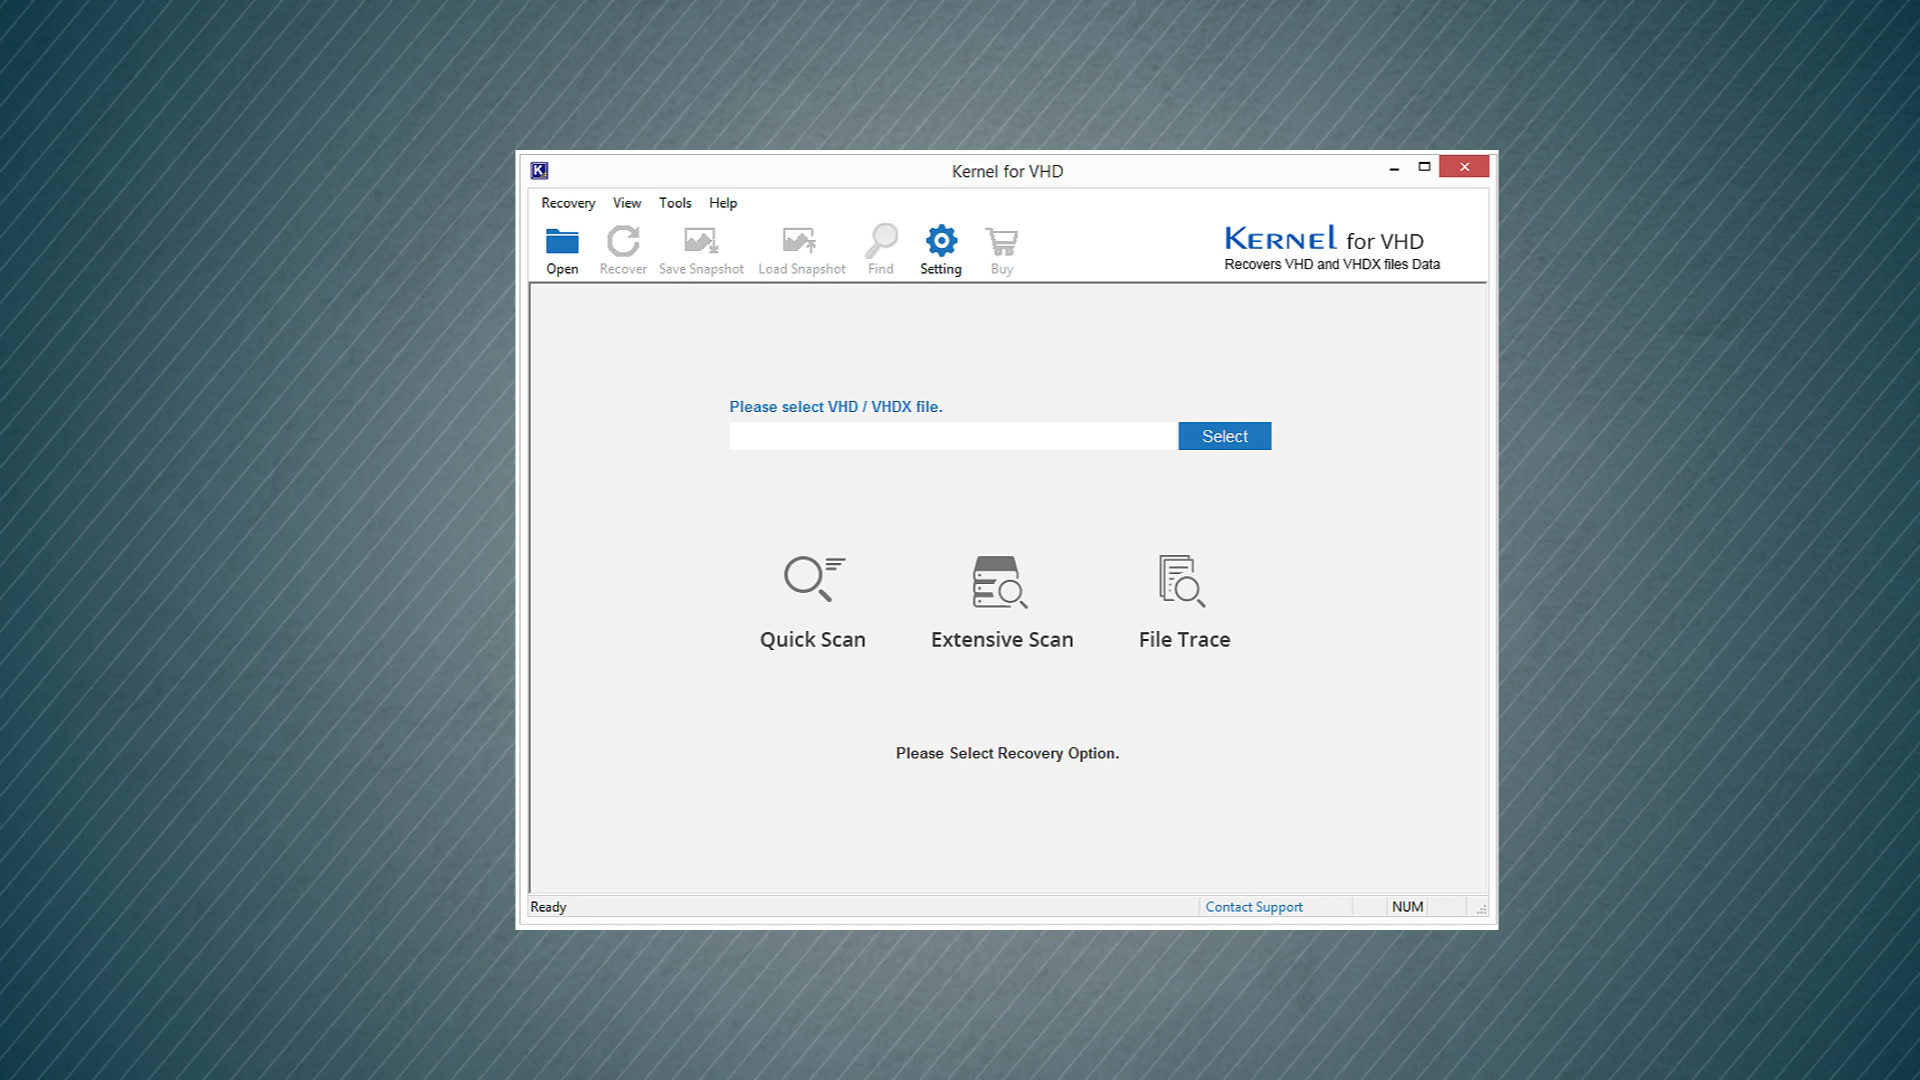 K
Kernel for VHD
Recovery View Tools Help
Open Recover Save Snapshot Load Snapshot Find Setting Buy
KERNEL for VHD
Recovers VHD and VHDX files Data
Please select VHD / VHDX file.
Select
Quick Scan Extensive Scan File Trace
Please Select Recovery Option.
Ready Contact Support NUM